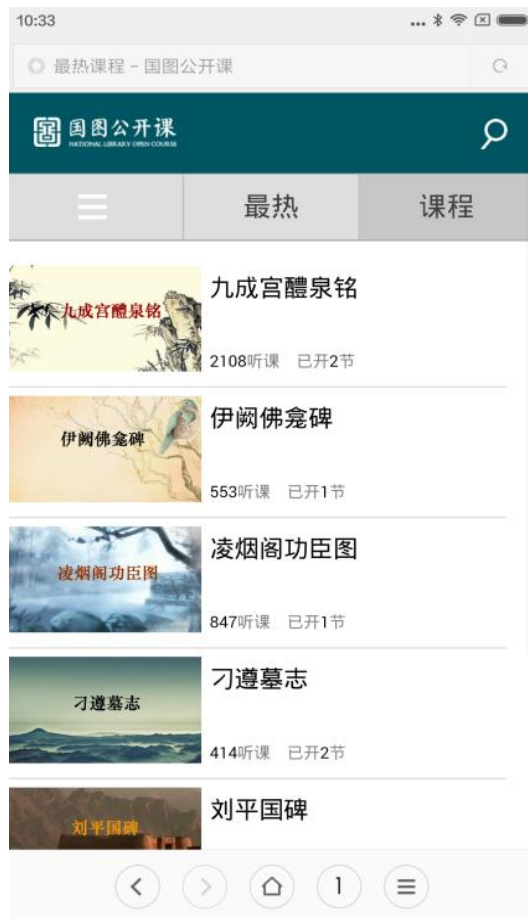 10:33
最热课程 - 国图公开课
国图公开课
NATIONAL LIBRARY OPEN COURSE
最热
课程
九成宫醴泉铭
九成宫醴泉铭
2108听课 已开2节
伊阙佛龛碑
伊阙佛龛碑
553听课 已开1节
凌烟阁功臣图
凌烟阁功臣图
847听课 已开1节
刁遵墓志
刁遵墓志
414听课 已开2节
刘平国碑
刘平国碑
1